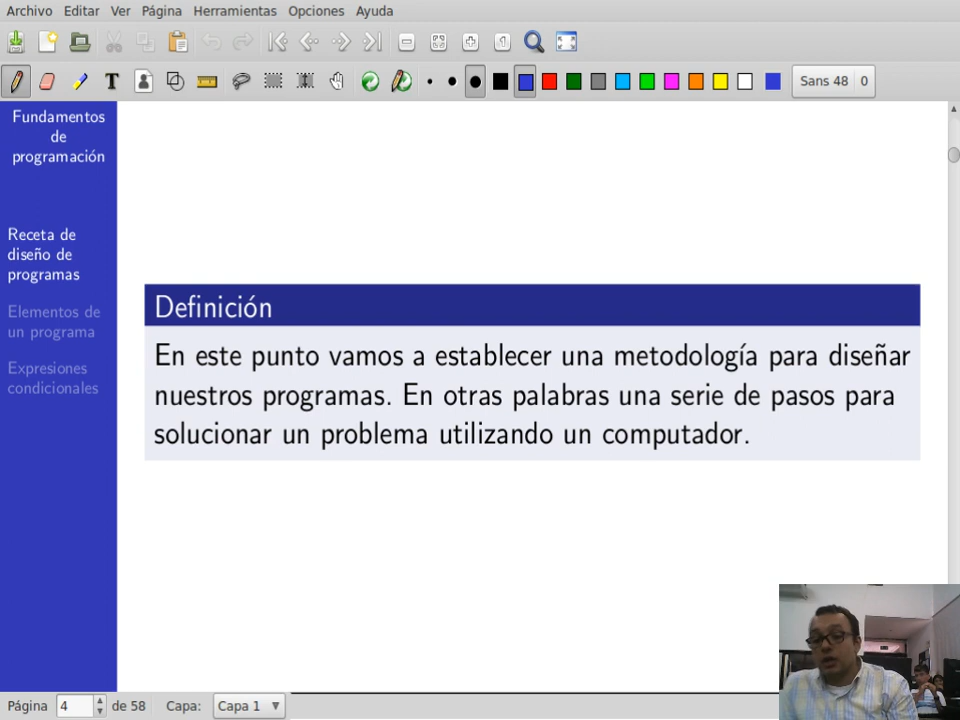 Archivo Editar Ver Página Herramientas Opciones Ayuda
T Sans 48 0
Fundamentos
de
programación
Receta de
diseño de
programas
Elementos de
un programa
Expresiones
condicionales
Definición
En este punto vamos a establecer una metodología para diseñar
nuestros programas. En otras palabras una serie de pasos para
solucionar un problema utilizando un computador.
Página 4 de 58 Capa: Capa 1